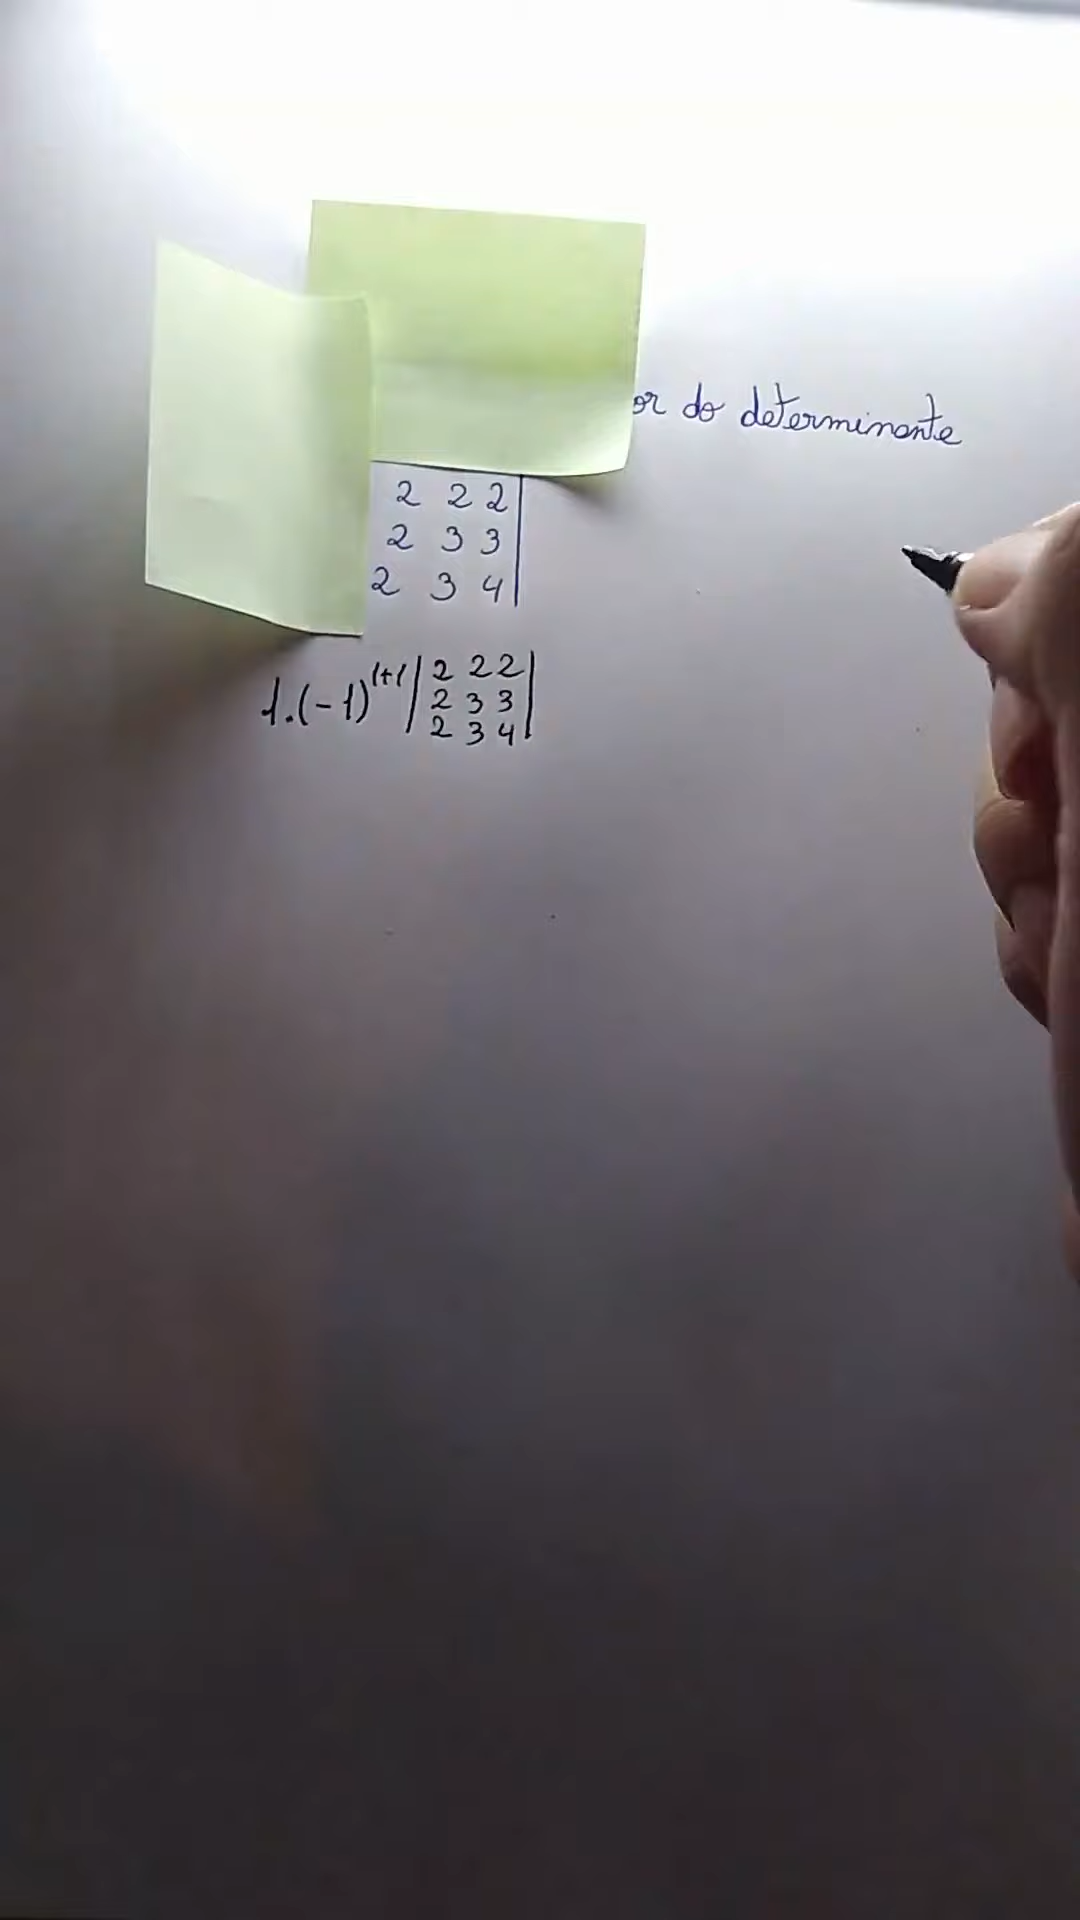 or do determinante
2 2 2
2 3 3
2 3 4
1.(-1)^{1+1} | 2 2 2 |
2 3 3
2 3 4